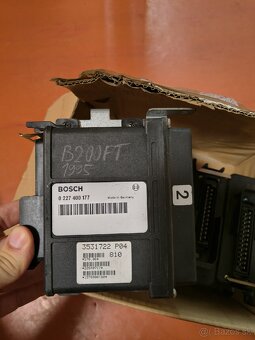 B200FT
1995
BOSCH
0 227 400 177
Made in Germany
3531722 P04
810
2